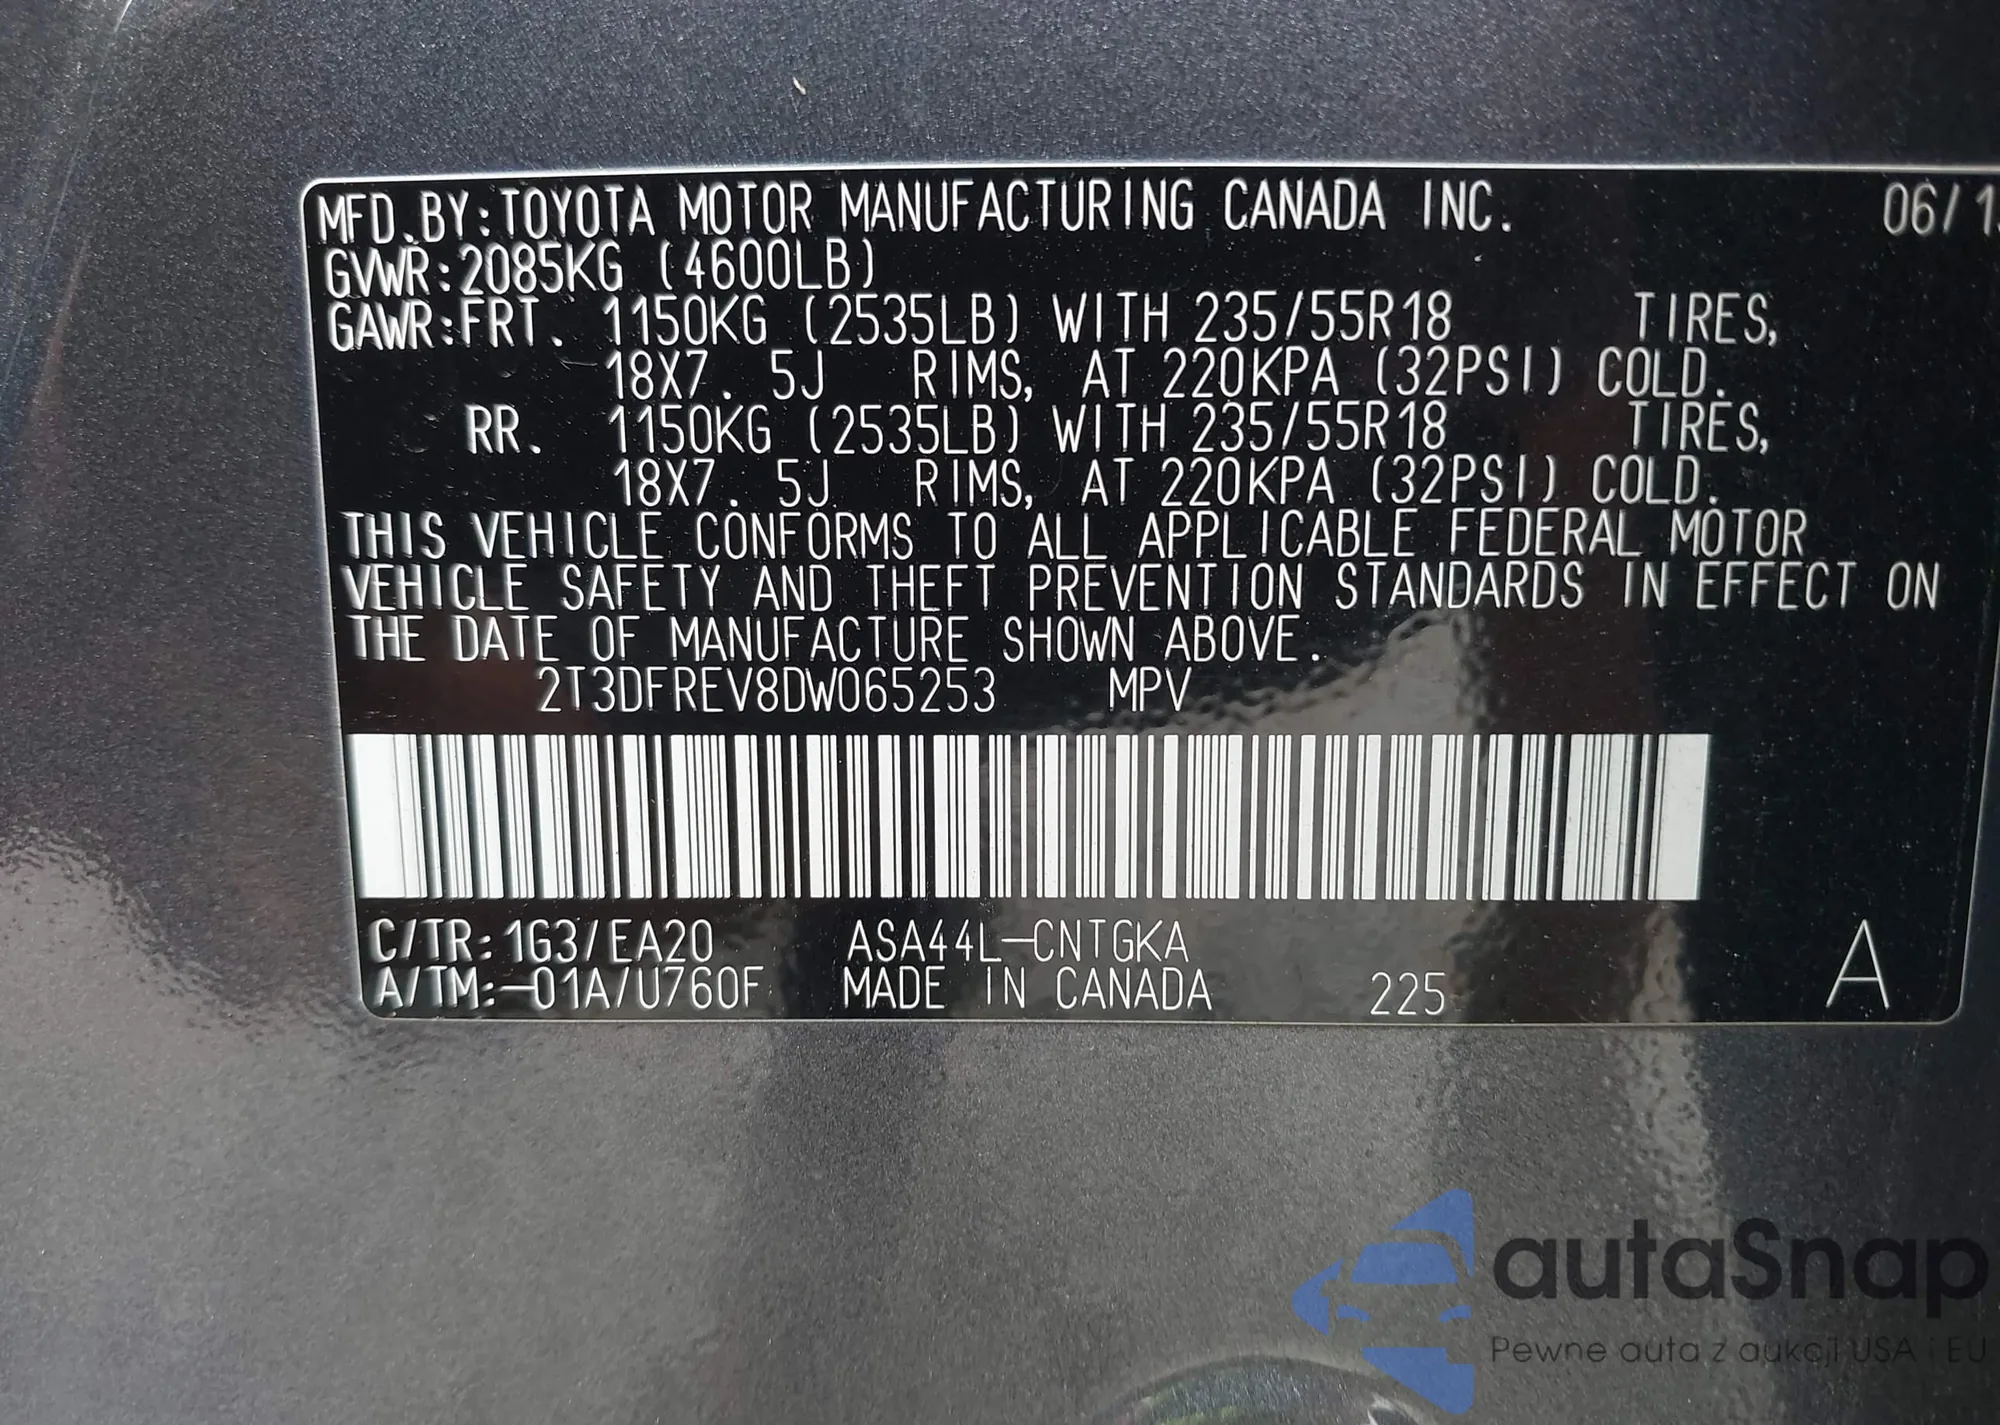 MFD.BY:TOYOTA MOTOR MANUFACTURING CANADA INC. 06/13
GVWR:2085KG (4600LB)
GAWR:FRT. 1150KG (2535LB) WITH 235/55R18 TIRES,
18X7.5J RIMS, AT 220KPA (32PSI) COLD.
RR. 1150KG (2535LB) WITH 235/55R18 TIRES,
18X7.5J RIMS, AT 220KPA (32PSI) COLD.
THIS VEHICLE CONFORMS TO ALL APPLICABLE FEDERAL MOTOR
VEHICLE SAFETY AND THEFT PREVENTION STANDARDS IN EFFECT ON
THE DATE OF MANUFACTURE SHOWN ABOVE.
2T3DFREV8DW065253 MPV
C/TR:1G3/EA20 ASA44L-CNTGKA
A/TM:-01A/U760F MADE IN CANADA 225 A
autaSnap
Pewne auta z aukcji USA i EU